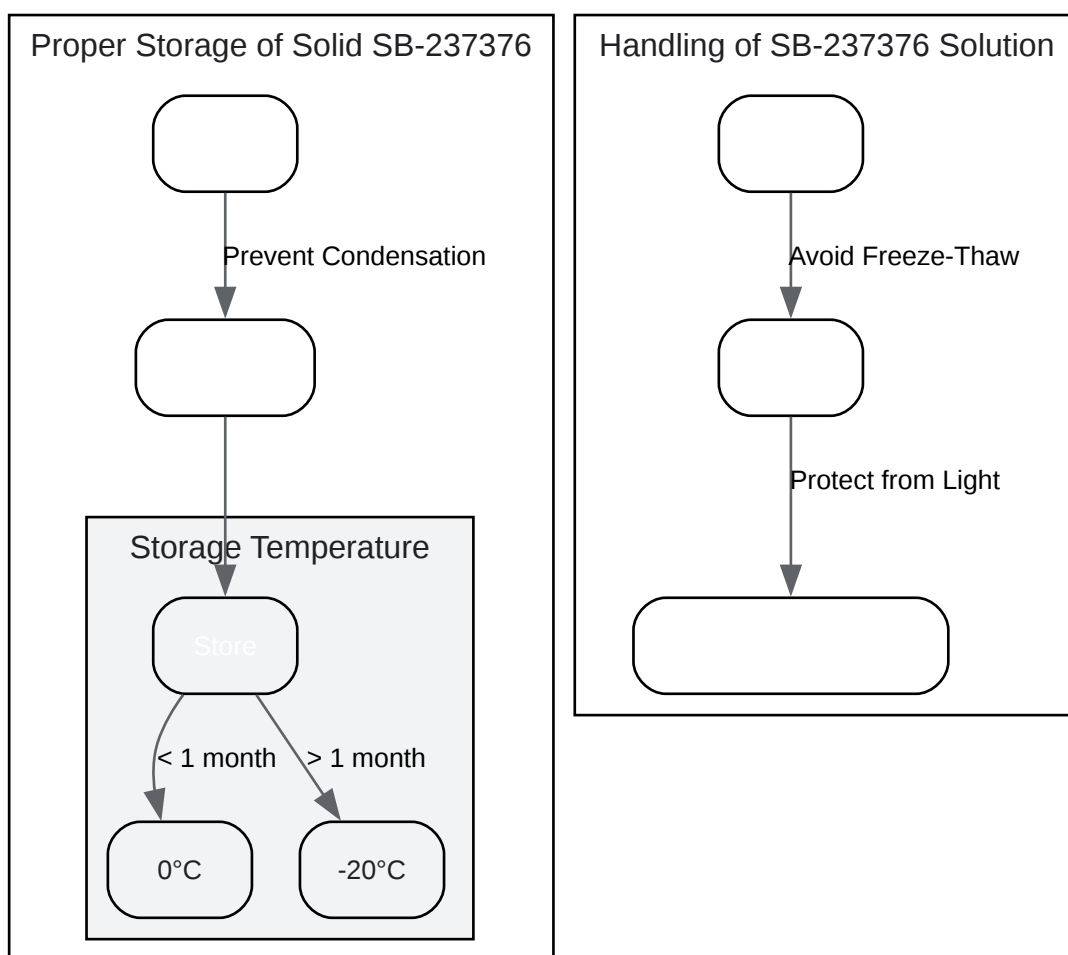 Proper Storage of Solid SB-237376
Prevent Condensation
Storage Temperature
Store
< 1 month
> 1 month
0°C
-20°C
Handling of SB-237376 Solution
Avoid Freeze-Thaw
Protect from Light